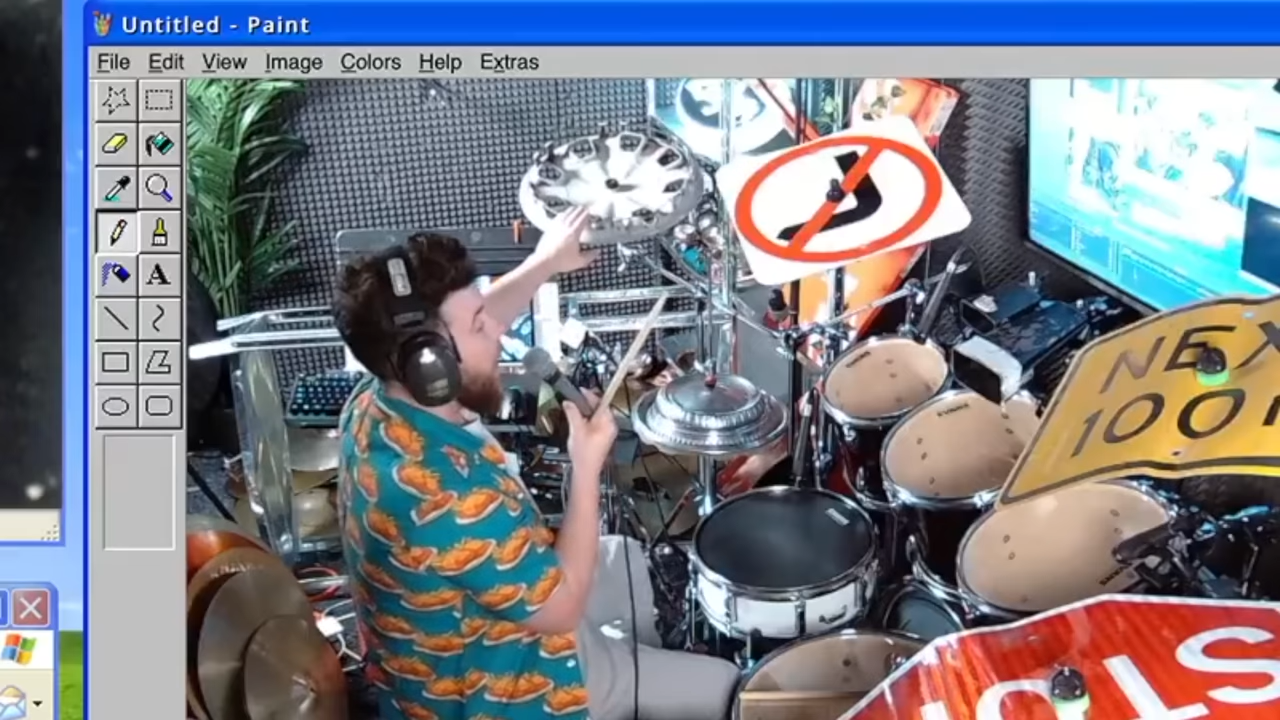 Untitled - Paint
File Edit View Image Colors Help Extras
A
NEX
100
STO